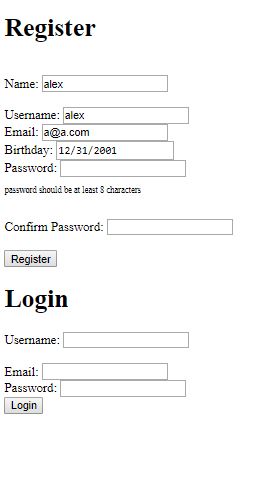 Register
Name: alex
Username: alex
Email: a@a.com
Birthday: 12/31/2001
Password:
password should be at least 8 characters
Confirm Password:
Register
Login
Username:
Email:
Password:
Login